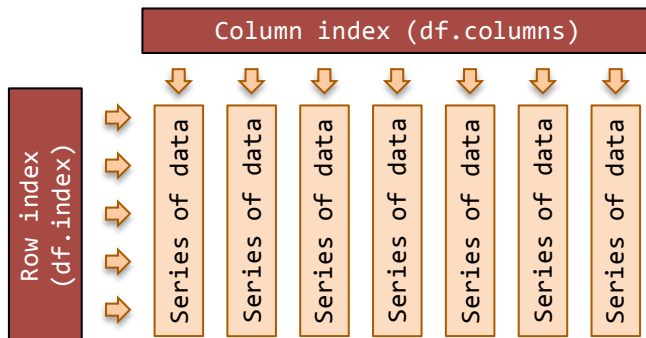 Column index (df.columns)
Row index
(df.index)
Series of data
Series of data
Series of data
Series of data
Series of data
Series of data
Series of data